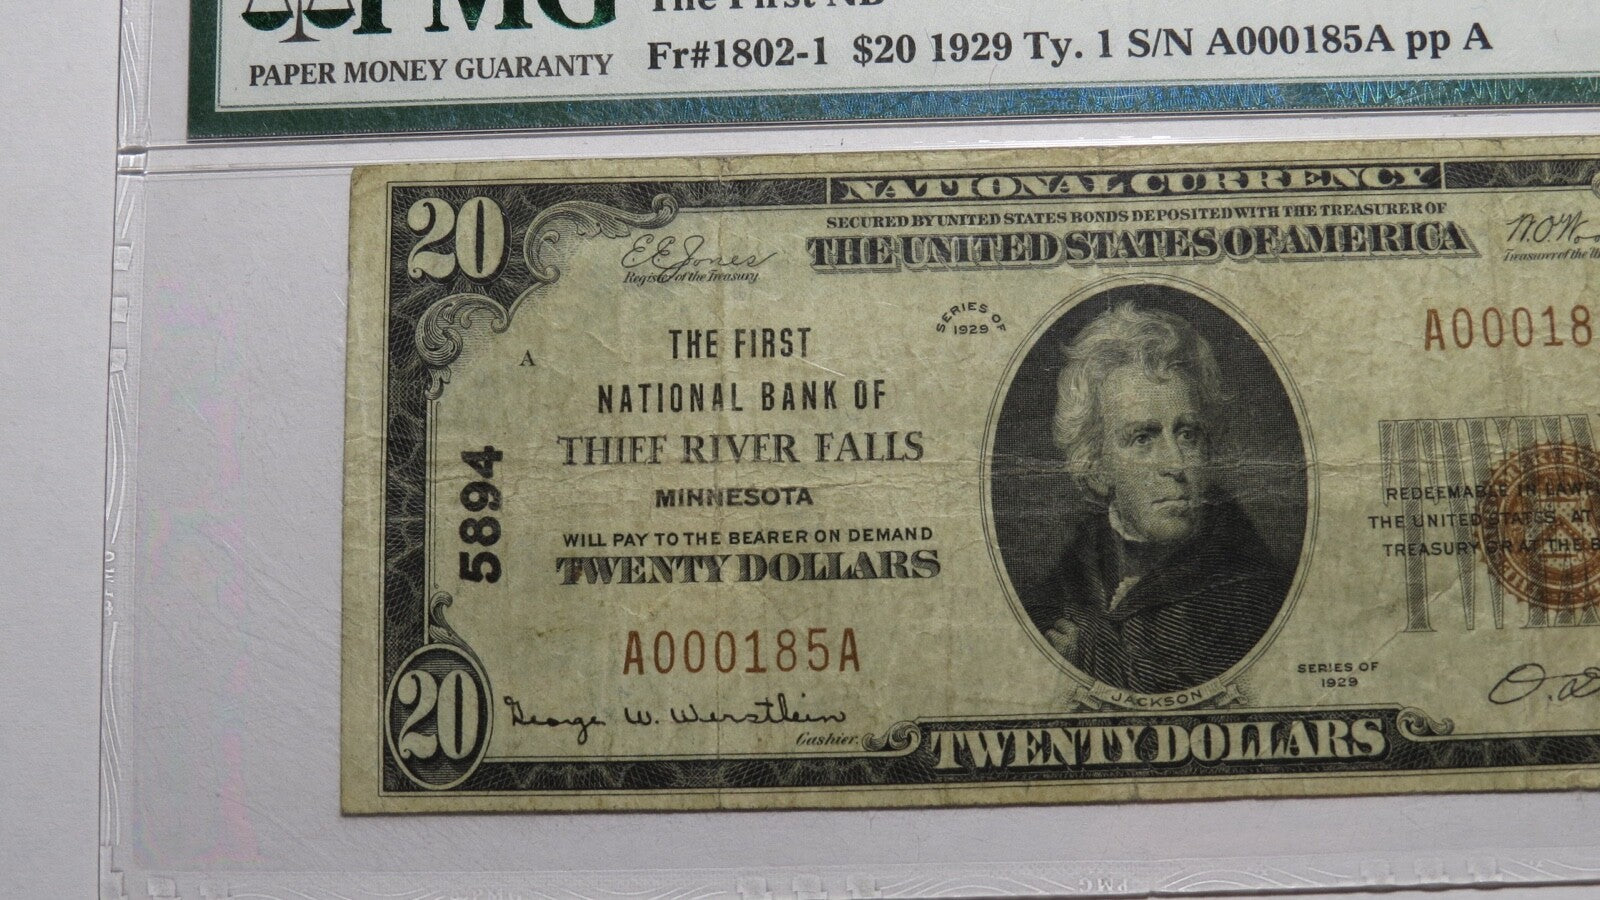 PMG
PAPER MONEY GUARANTY
The First NB
Fr#1802-1 $20 1929 Ty. 1 S/N A000185A pp A
NATIONAL CURRENCY
SECURED BY UNITED STATES BONDS DEPOSITED WITH THE TREASURER OF
THE UNITED STATES OF AMERICA
20
E E Jones
Register of the Treasury
Treasurer of the
SERIES OF
1929
A00018
THE FIRST
A
NATIONAL BANK OF
THIEF RIVER FALLS
MINNESOTA
5894
WILL PAY TO THE BEARER ON DEMAND
TWENTY DOLLARS
REDEEMABLE IN
THE UNITED STATES AT
TREASURY OR AT THE
A000185A
SERIES OF
1929
JACKSON
20
George W. Werstlein
Cashier.
TWENTY DOLLARS
PMG